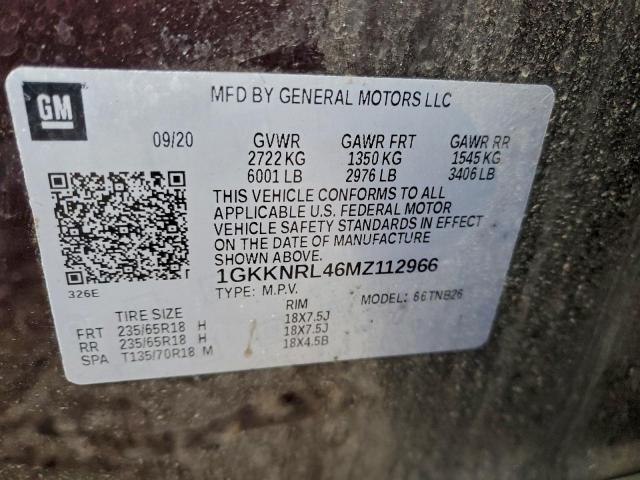 GM
MFD BY GENERAL MOTORS LLC
09/20 GVWR GAWR FRT GAWR RR
2722 KG 1350 KG 1545 KG
6001 LB 2976 LB 3406 LB
THIS VEHICLE CONFORMS TO ALL
APPLICABLE U.S. FEDERAL MOTOR
VEHICLE SAFETY STANDARDS IN EFFECT
ON THE DATE OF MANUFACTURE
SHOWN ABOVE.
1GKKNRL46MZ112966
326E TYPE: M.P.V. MODEL: 66TNB26
TIRE SIZE RIM
FRT 235/65R18 H 18X7.5J
RR 235/65R18 H 18X7.5J
SPA T135/70R18 M 18X4.5B